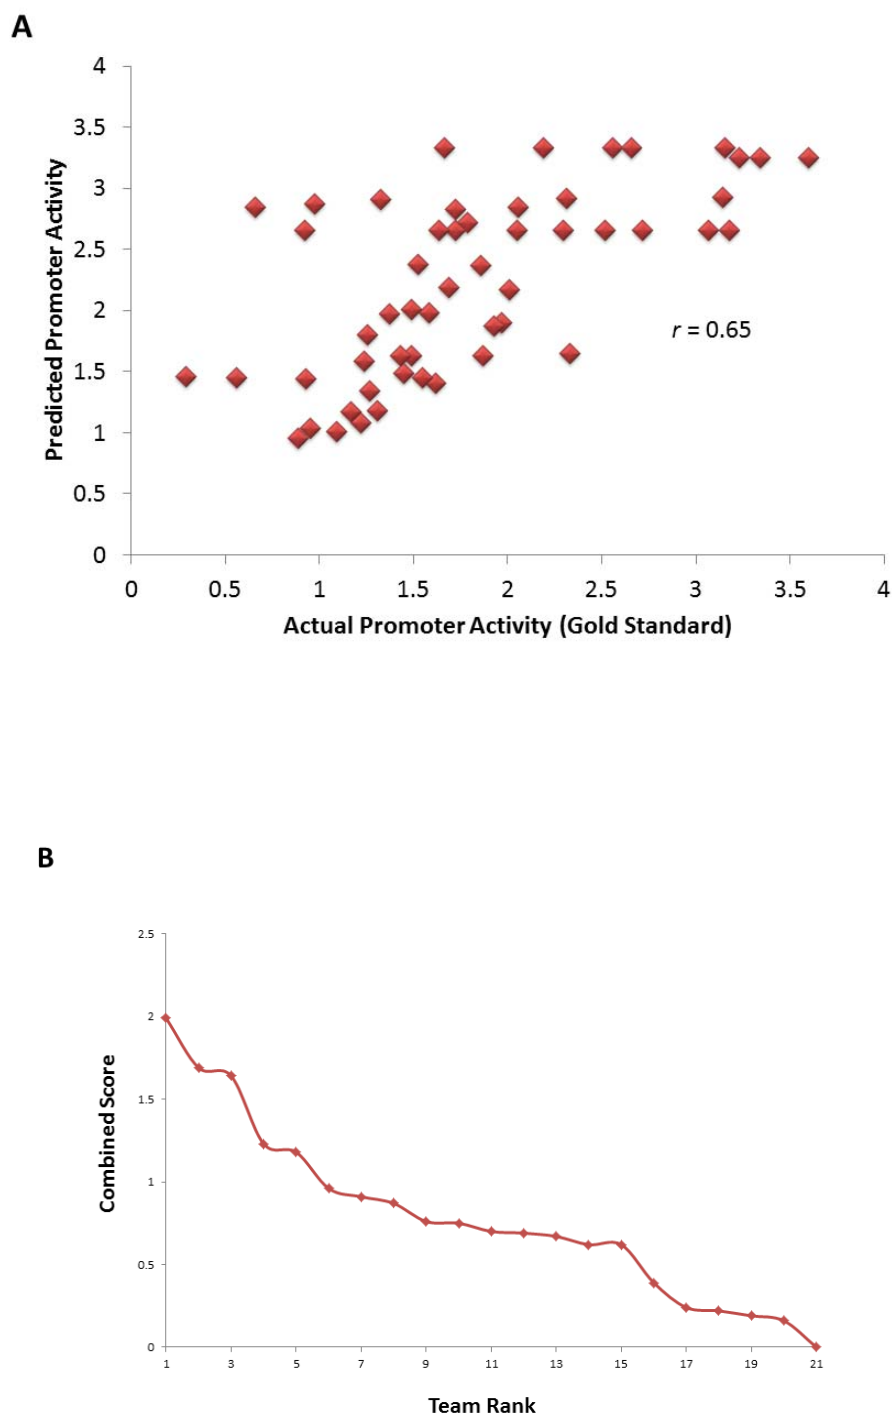 A
4
3.5
3
2.5
2
1.5
1
0.5
0
Predicted Promoter Activity
r = 0.65
0 0.5 1 1.5 2 2.5 3 3.5 4
Actual Promoter Activity (Gold Standard)
B
2.5
2
1.5
1
0.5
0
Combined Score
1 3 5 7 9 11 13 15 17 19 21
Team Rank